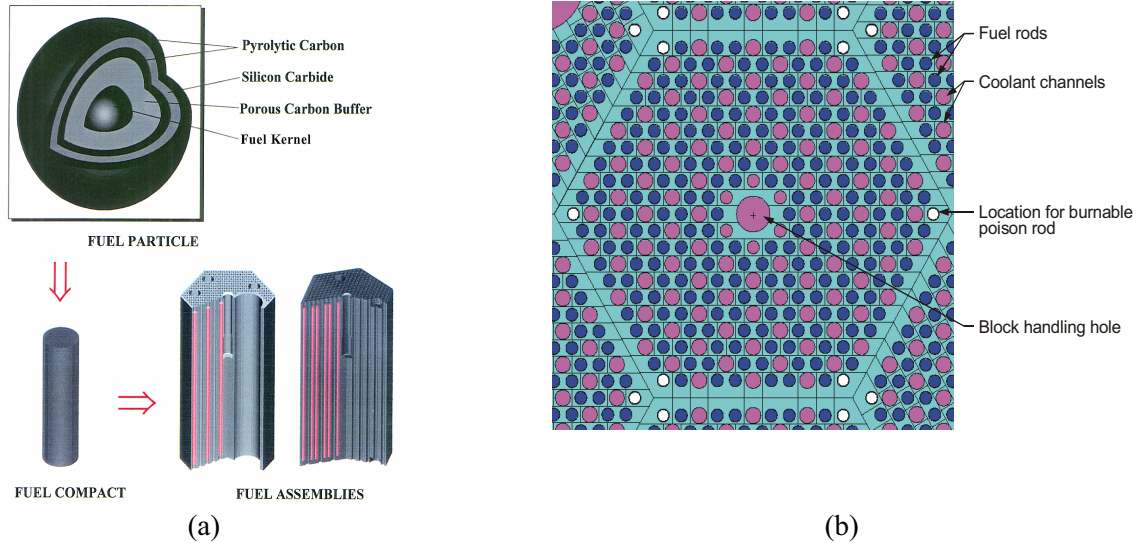 Pyrolytic Carbon
Silicon Carbide
Porous Carbon Buffer
Fuel Kernel
FUEL PARTICLE
FUEL COMPACT
FUEL ASSEMBLIES
(a)
Fuel rods
Coolant channels
Location for burnable
poison rod
Block handling hole
(b)